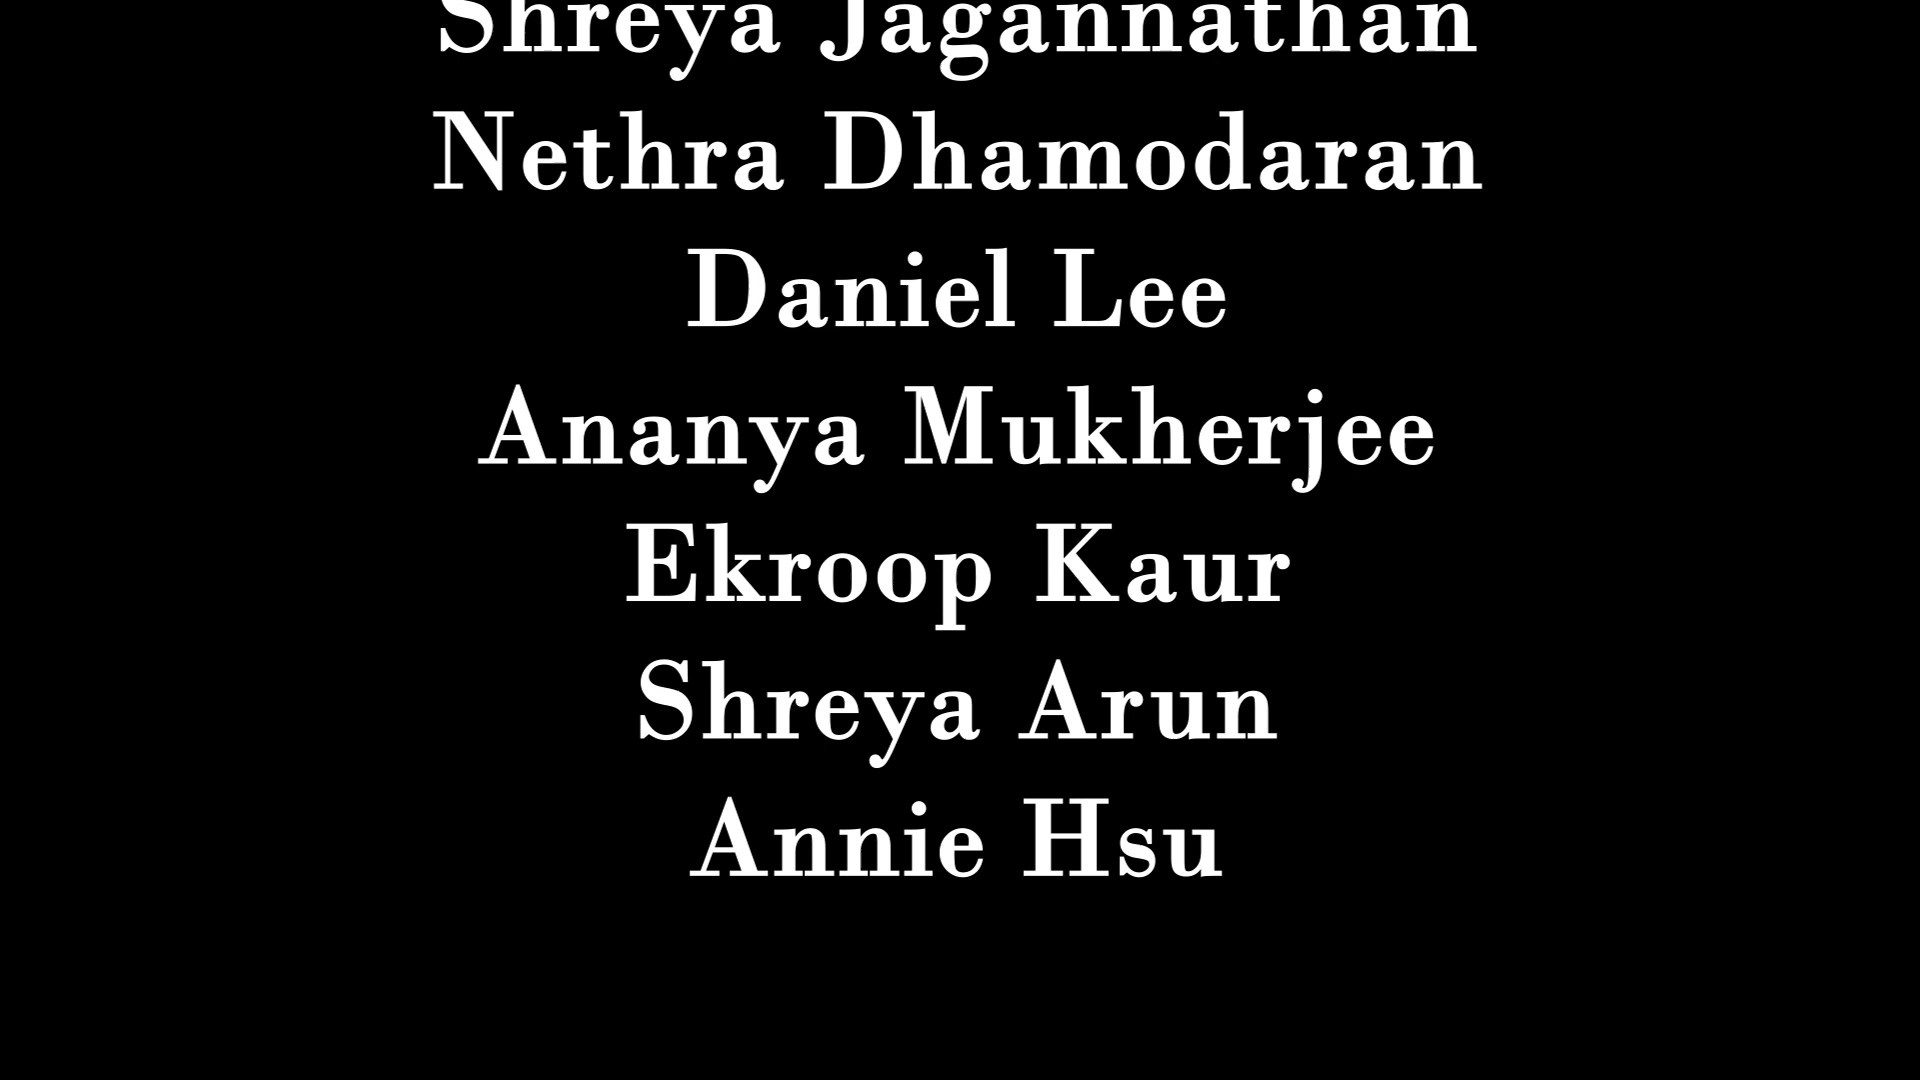 Shreya Jagannathan
Nethra Dhamodaran
Daniel Lee
Ananya Mukherjee
Ekroop Kaur
Shreya Arun
Annie Hsu